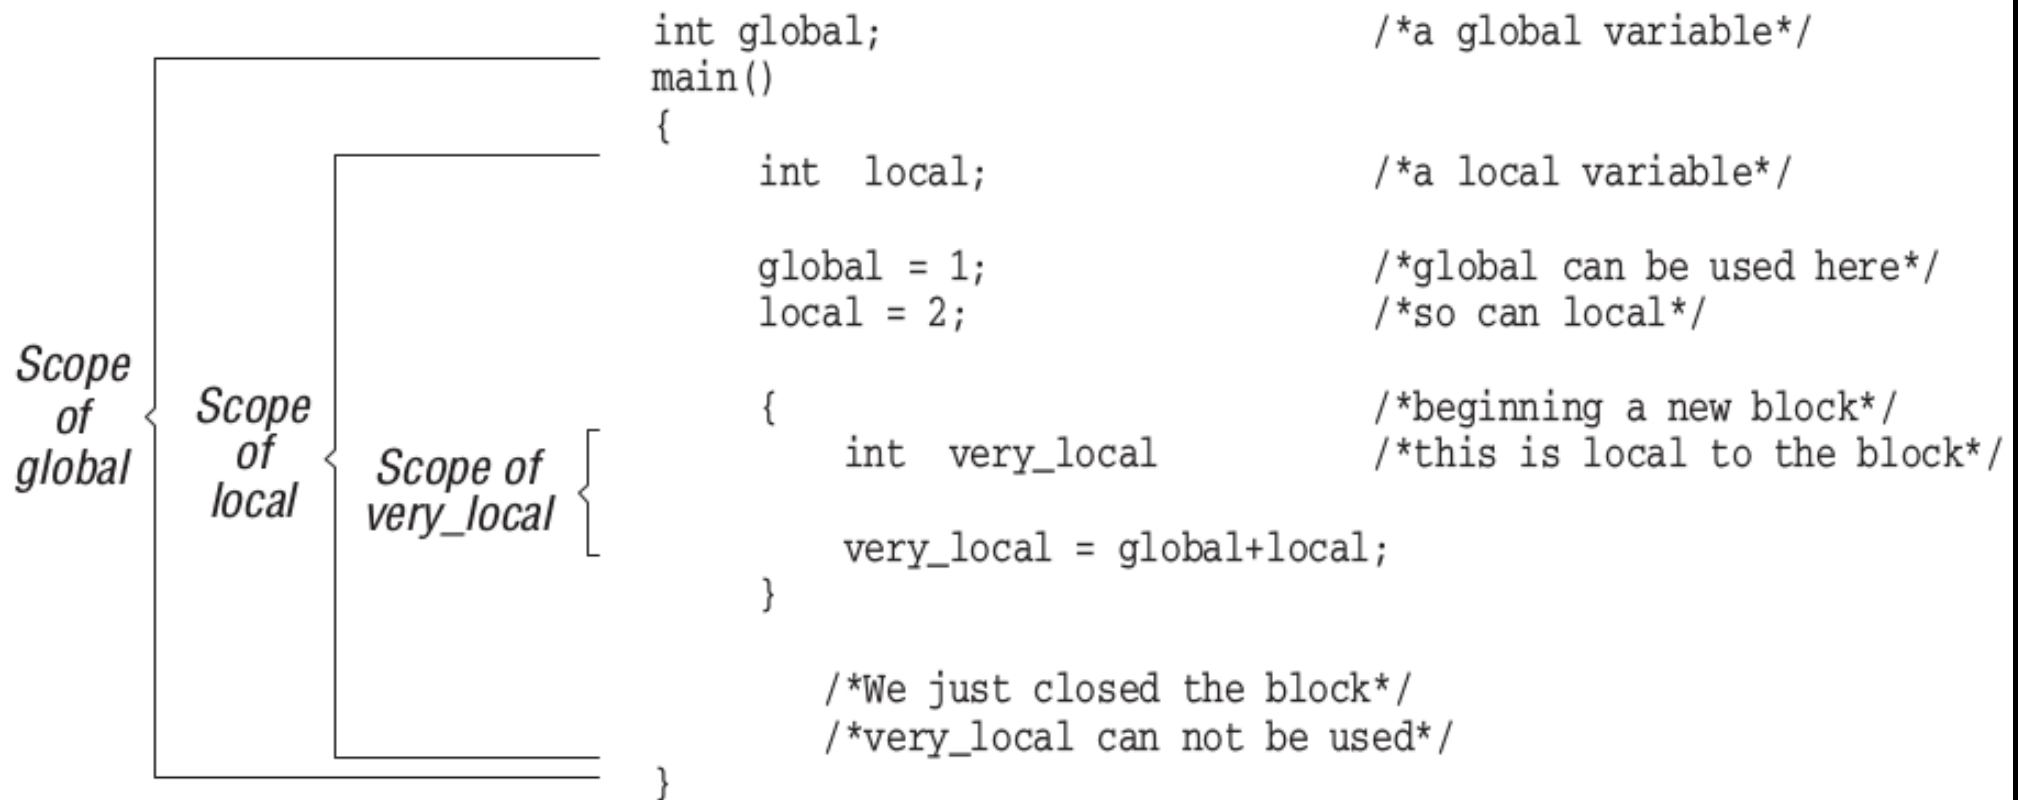 int global; /*a global variable*/
main()
{
int local; /*a local variable*/
global = 1; /*global can be used here*/
local = 2; /*so can local*/
{ /*beginning a new block*/
int very_local /*this is local to the block*/
very_local = global+local;
}
/*We just closed the block*/
/*very_local can not be used*/
}
Scope
of
global
Scope
of
local
Scope of
very_local